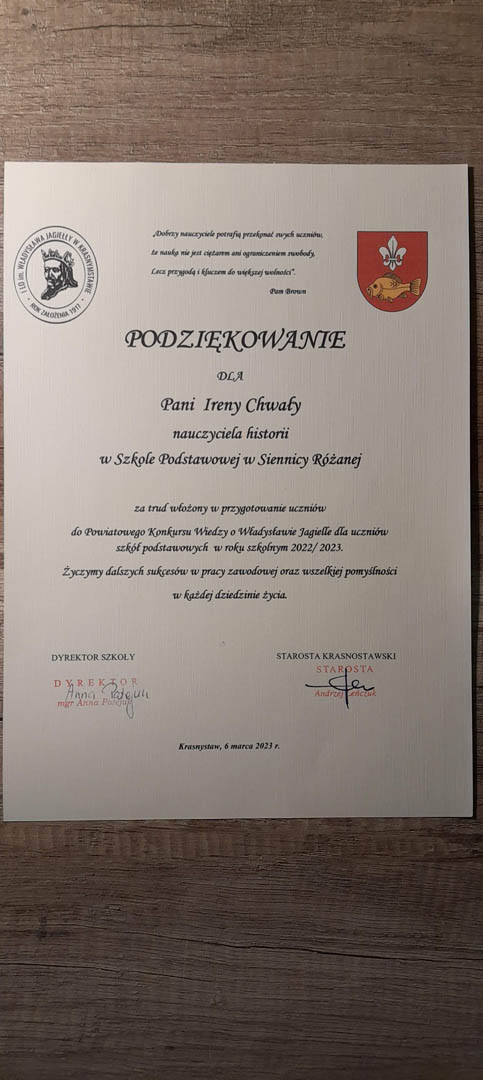 I LO im. WŁADYSŁAWA JAGIEŁŁY W KRASNYMSTAWIE
· ROK ZAŁOŻENIA 1917 ·
„Dobrzy nauczyciele potrafią przekonać swych uczniów,
że nauka nie jest ciężarem ani ograniczeniem swobody,
Lecz przygodą i kluczem do większej wolności".
Pam Brown
PODZIĘKOWANIE
DLA
Pani Ireny Chwały
nauczyciela historii
w Szkole Podstawowej w Siennicy Różanej
za trud włożony w przygotowanie uczniów
do Powiatowego Konkursu Wiedzy o Władysławie Jagielle dla uczniów
szkół podstawowych w roku szkolnym 2022/ 2023.
Życzymy dalszych sukcesów w pracy zawodowej oraz wszelkiej pomyślności
w każdej dziedzinie życia.
DYREKTOR SZKOŁY
DYREKTOR
Anna
mgr Anna
STAROSTA KRASNOSTAWSKI
STAROSTA
Andrzej Leńczuk
Krasnystaw, 6 marca 2023 r.